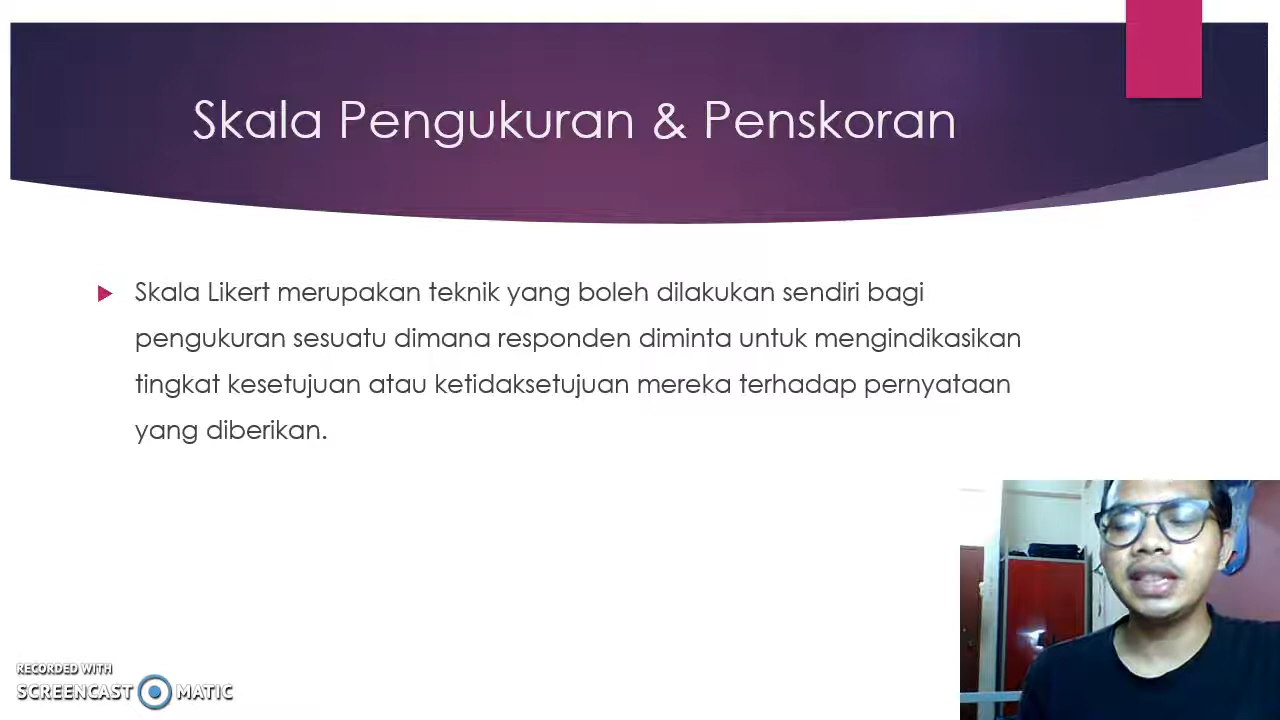 Skala Pengukuran & Penskoran
Skala Likert merupakan teknik yang boleh dilakukan sendiri bagi
pengukuran sesuatu dimana responden diminta untuk mengindikasikan
tingkat kesetujuan atau ketidaksetujuan mereka terhadap pernyataan
yang diberikan.
RECORDED WITH
SCREENCAST MATIC